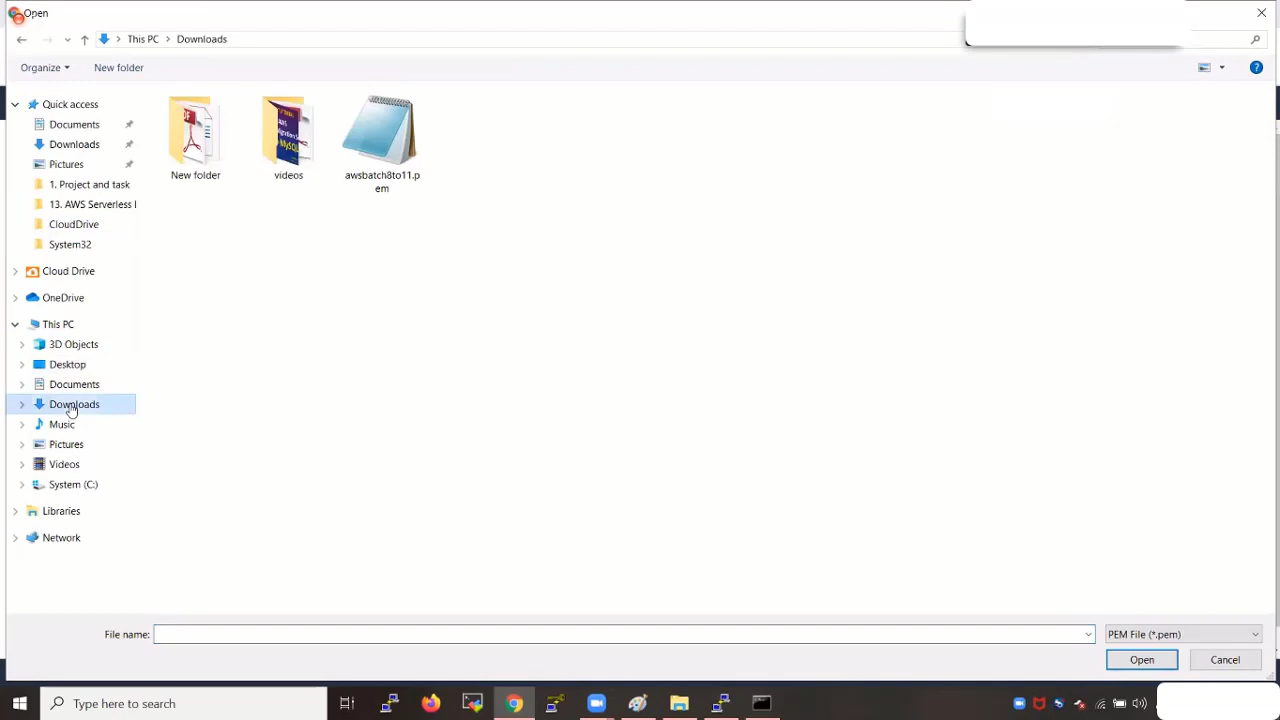 Open
This PC > Downloads
Organize
New folder
Quick access
Documents
Downloads
Pictures
1. Project and task
13. AWS Serverless
CloudDrive
System32
Cloud Drive
OneDrive
This PC
3D Objects
Desktop
Documents
Downloads
Music
Pictures
Videos
System (C:)
Libraries
Network
New folder
videos
awsbatch8to11.p
em
File name:
PEM File (*.pem)
Open
Cancel
Type here to search